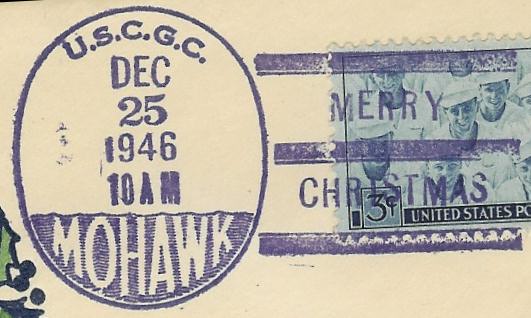 U.S.C.G.C.
DEC
25
1946
10 AM
MOHAWK
MERRY
CHRISTMAS
3¢
UNITED STATES PO